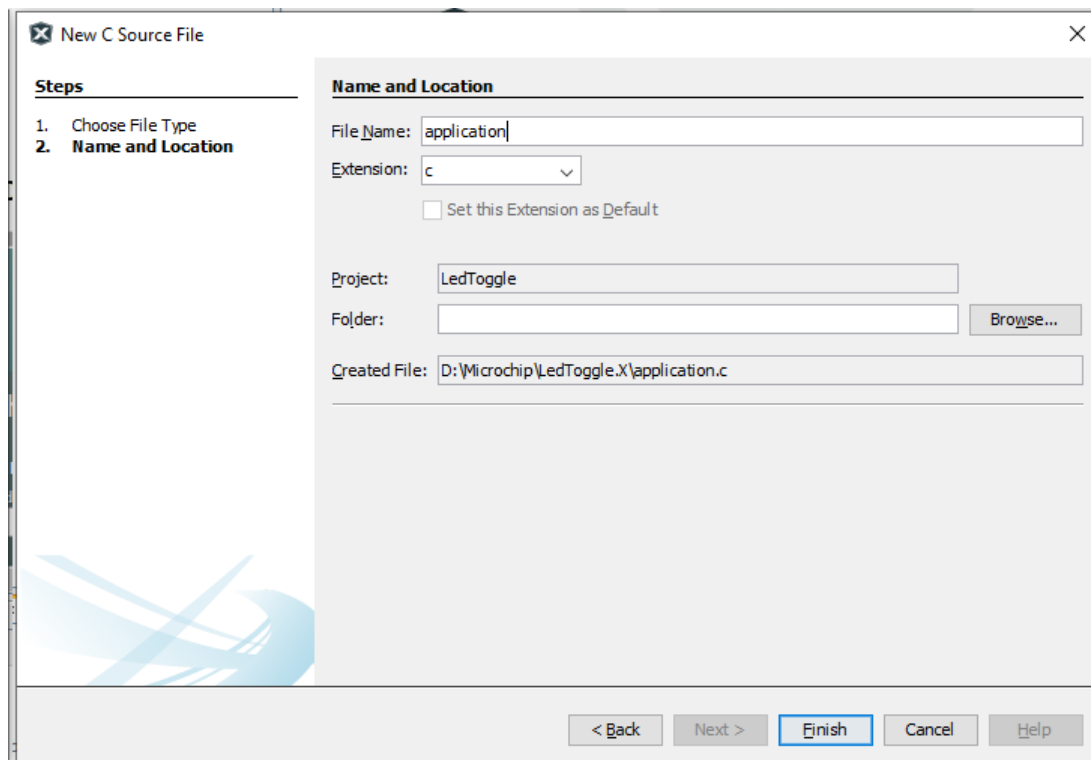 New C Source File
Steps
1. Choose File Type
2. Name and Location
Name and Location
File Name: application
Extension: c
Set this Extension as Default
Project: LedToggle
Folder:
Browse...
Created File: D:\Microchip\LedToggle.X\application.c
< Back
Next >
Finish
Cancel
Help